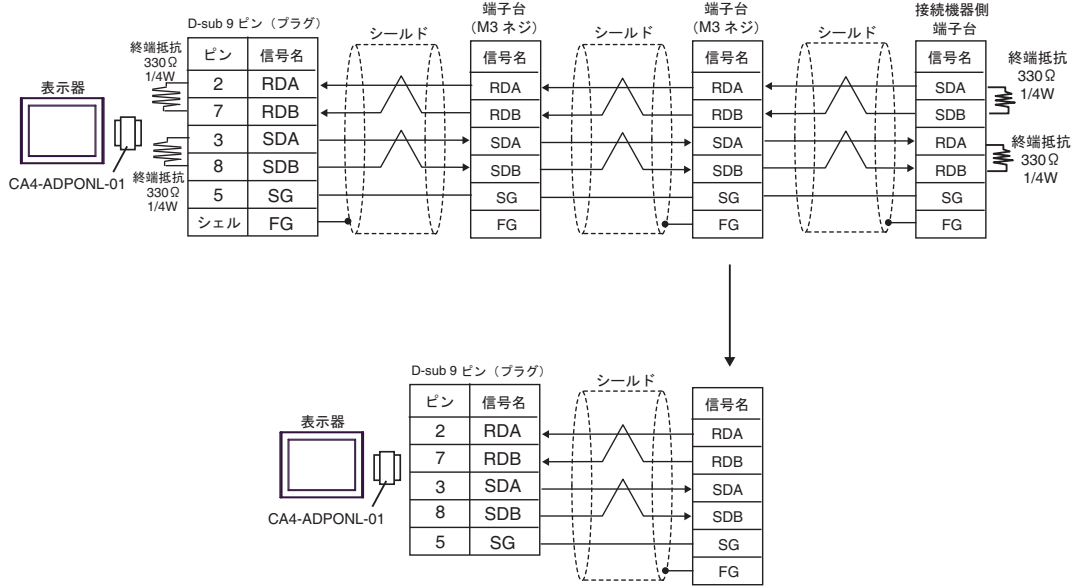 D-sub 9 ピン（プラグ）
シールド
端子台
（M3 ネジ）
シールド
端子台
（M3 ネジ）
シールド
接続機器側
端子台
終端抵抗
330Ω
1/4W
ピン 信号名
2 RDA
7 RDB
3 SDA
8 SDB
5 SG
シェル FG
終端抵抗
330Ω
1/4W
表示器
CA4-ADPONL-01
信号名
RDA
RDB
SDA
SDB
SG
FG
信号名
RDA
RDB
SDA
SDB
SG
FG
信号名
SDA
SDB
RDA
RDB
SG
FG
終端抵抗
330Ω
1/4W
終端抵抗
330Ω
1/4W
D-sub 9 ピン（プラグ）
シールド
表示器
CA4-ADPONL-01
ピン 信号名
2 RDA
7 RDB
3 SDA
8 SDB
5 SG
信号名
RDA
RDB
SDA
SDB
SG
FG